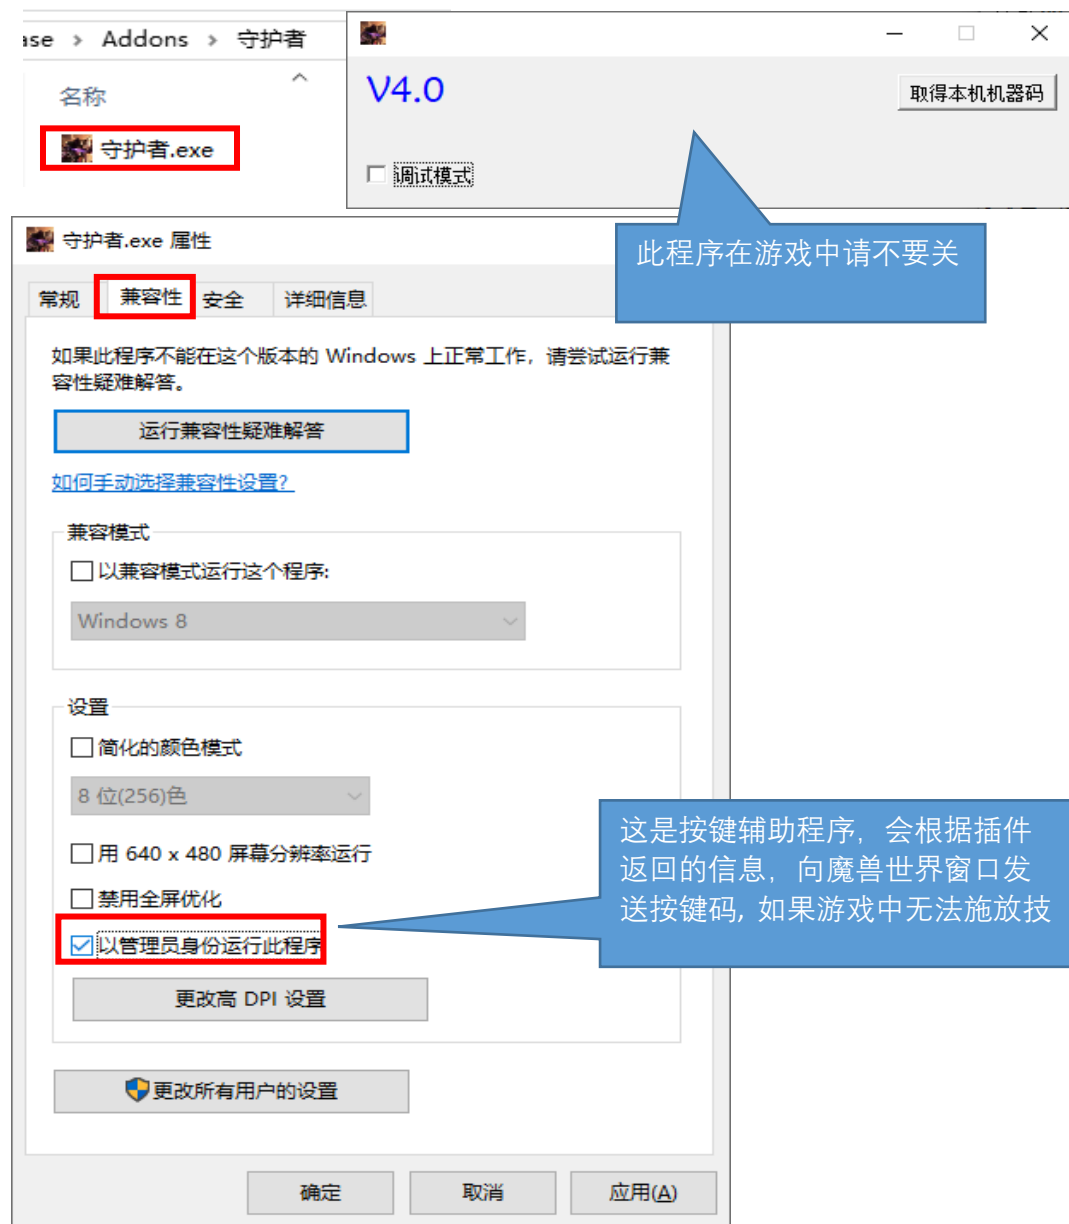 ase > Addons > 守护者
名称
守护者.exe
V4.0
取得本机机器码
调试模式
此程序在游戏中请不要关
守护者.exe 属性
常规 兼容性 安全 详细信息
如果此程序不能在这个版本的 Windows 上正常工作，请尝试运行兼
容性疑难解答。
运行兼容性疑难解答
如何手动选择兼容性设置?
兼容模式
以兼容模式运行这个程序:
Windows 8
设置
简化的颜色模式
8 位(256)色
用 640 x 480 屏幕分辨率运行
禁用全屏优化
以管理员身份运行此程序
这是按键辅助程序，会根据插件
返回的信息，向魔兽世界窗口发
送按键码, 如果游戏中无法施放技
更改高 DPI 设置
更改所有用户的设置
确定 取消 应用(A)